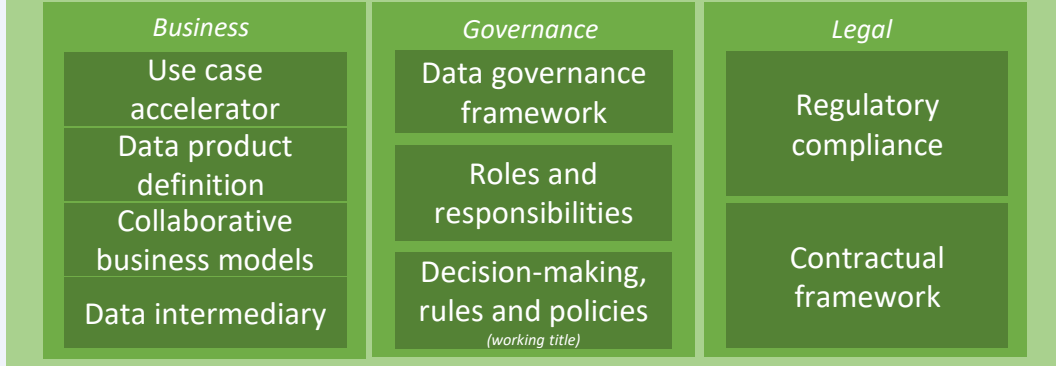 Business
Use case
accelerator
Data product
definition
Collaborative
business models
Data intermediary
Governance
Data governance
framework
Roles and
responsibilities
Decision-making,
rules and policies
(working title)
Legal
Regulatory
compliance
Contractual
framework